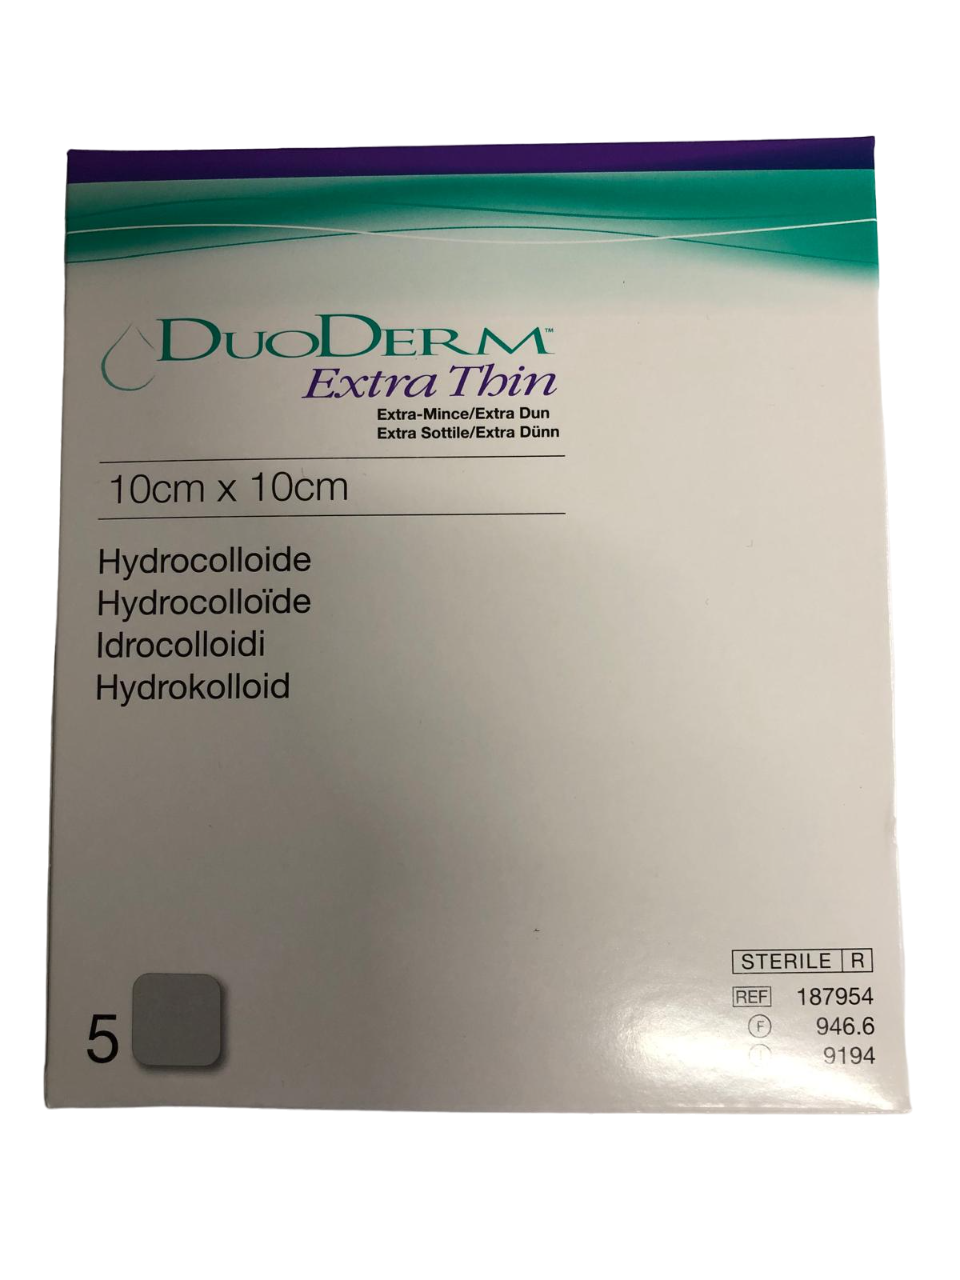 DUODERM™
Extra Thin
Extra-Mince/Extra Dun
Extra Sottile/Extra Dünn
10cm x 10cm
Hydrocolloide
Hydrocolloïde
Idrocolloidi
Hydrokolloid
5
STERILE R
REF 187954
F 946.6
9194